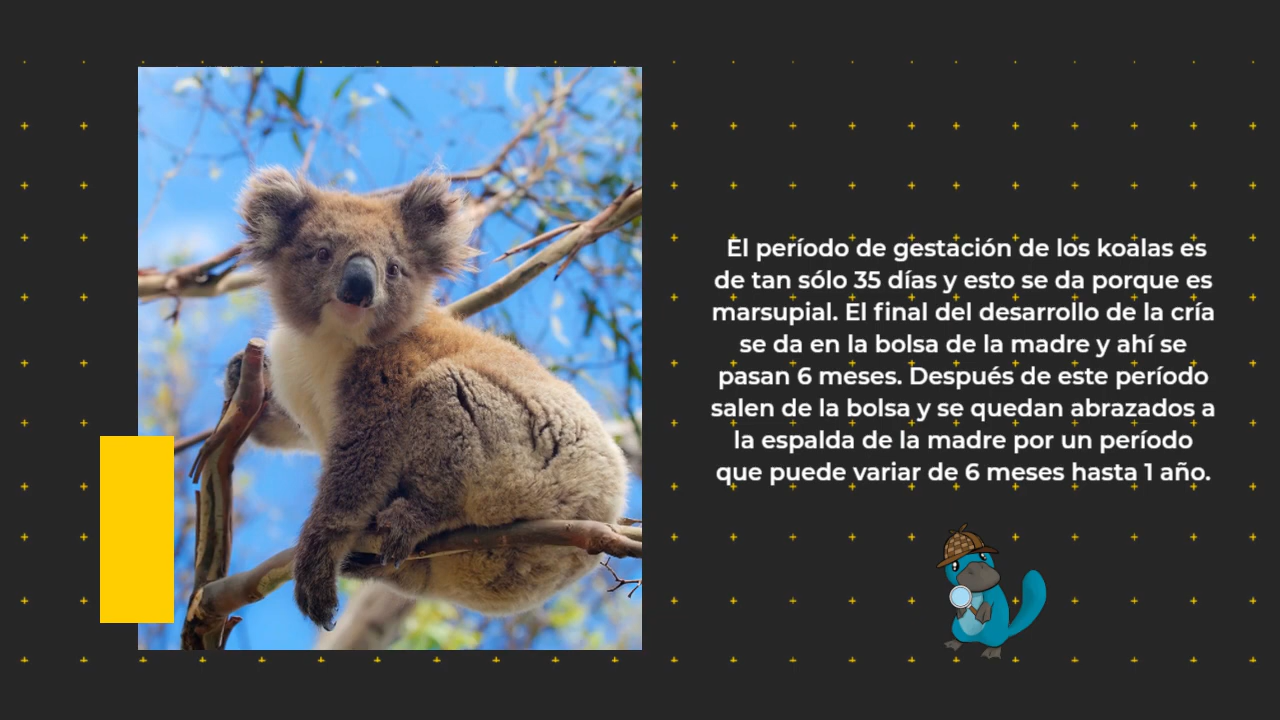 El período de gestación de los koalas es
de tan sólo 35 días y esto se da porque es
marsupial. El final del desarrollo de la cría
se da en la bolsa de la madre y ahí se
pasan 6 meses. Después de este período
salen de la bolsa y se quedan abrazados a
la espalda de la madre por un período
que puede variar de 6 meses hasta 1 año.